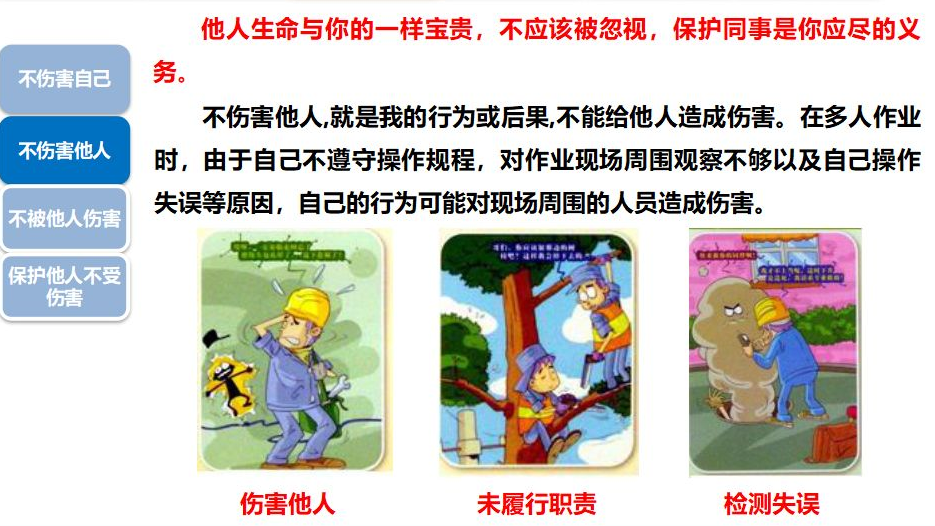 他人生命与你的一样宝贵，不应该被忽视，保护同事是你应尽的义
务。
不伤害自己
不伤害他人,就是我的行为或后果,不能给他人造成伤害。在多人作业
时，由于自己不遵守操作规程，对作业现场周围观察不够以及自己操作
失误等原因，自己的行为可能对现场周围的人员造成伤害。
不伤害他人
不被他人伤害
保护他人不受
伤害
伤害他人
未履行职责
检测失误